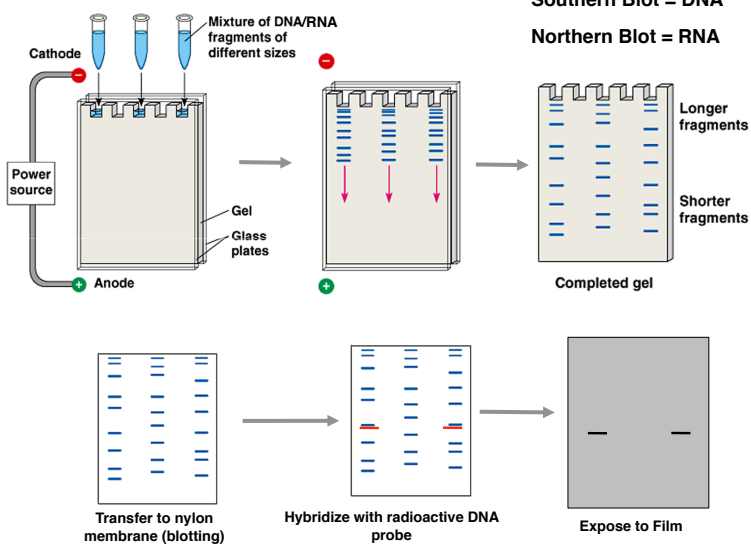 Southern Blot = DNA
Northern Blot = RNA
Mixture of DNA/RNA
fragments of
different sizes
Cathode
−
−
Power
source
Gel
Glass
plates
+
Anode
+
Longer
fragments
Shorter
fragments
Completed gel
Transfer to nylon
membrane (blotting)
Hybridize with radioactive DNA
probe
Expose to Film